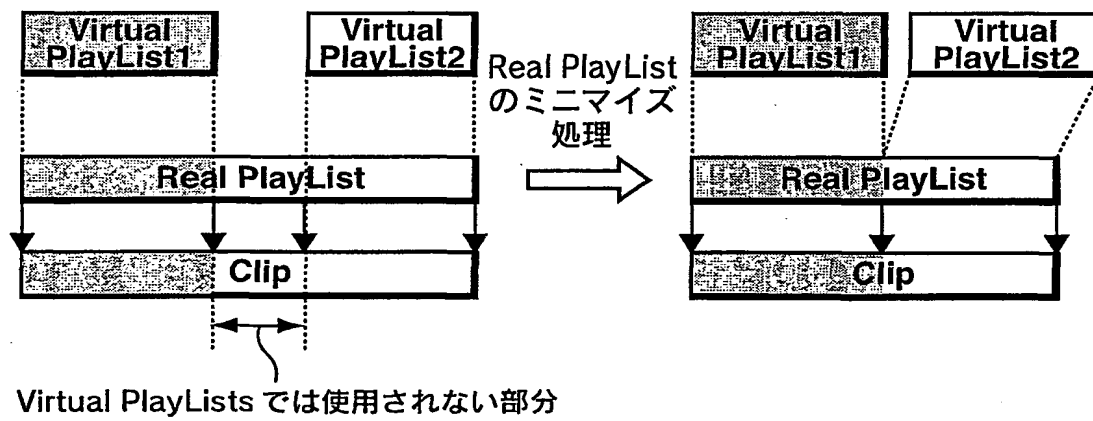 Virtual
PlayList1
Virtual
PlayList2
Real PlayList
Clip
Virtual PlayLists では使用されない部分
Real PlayList
のミニマイズ
処理
Virtual
PlayList1
Virtual
PlayList2
Real PlayList
Clip